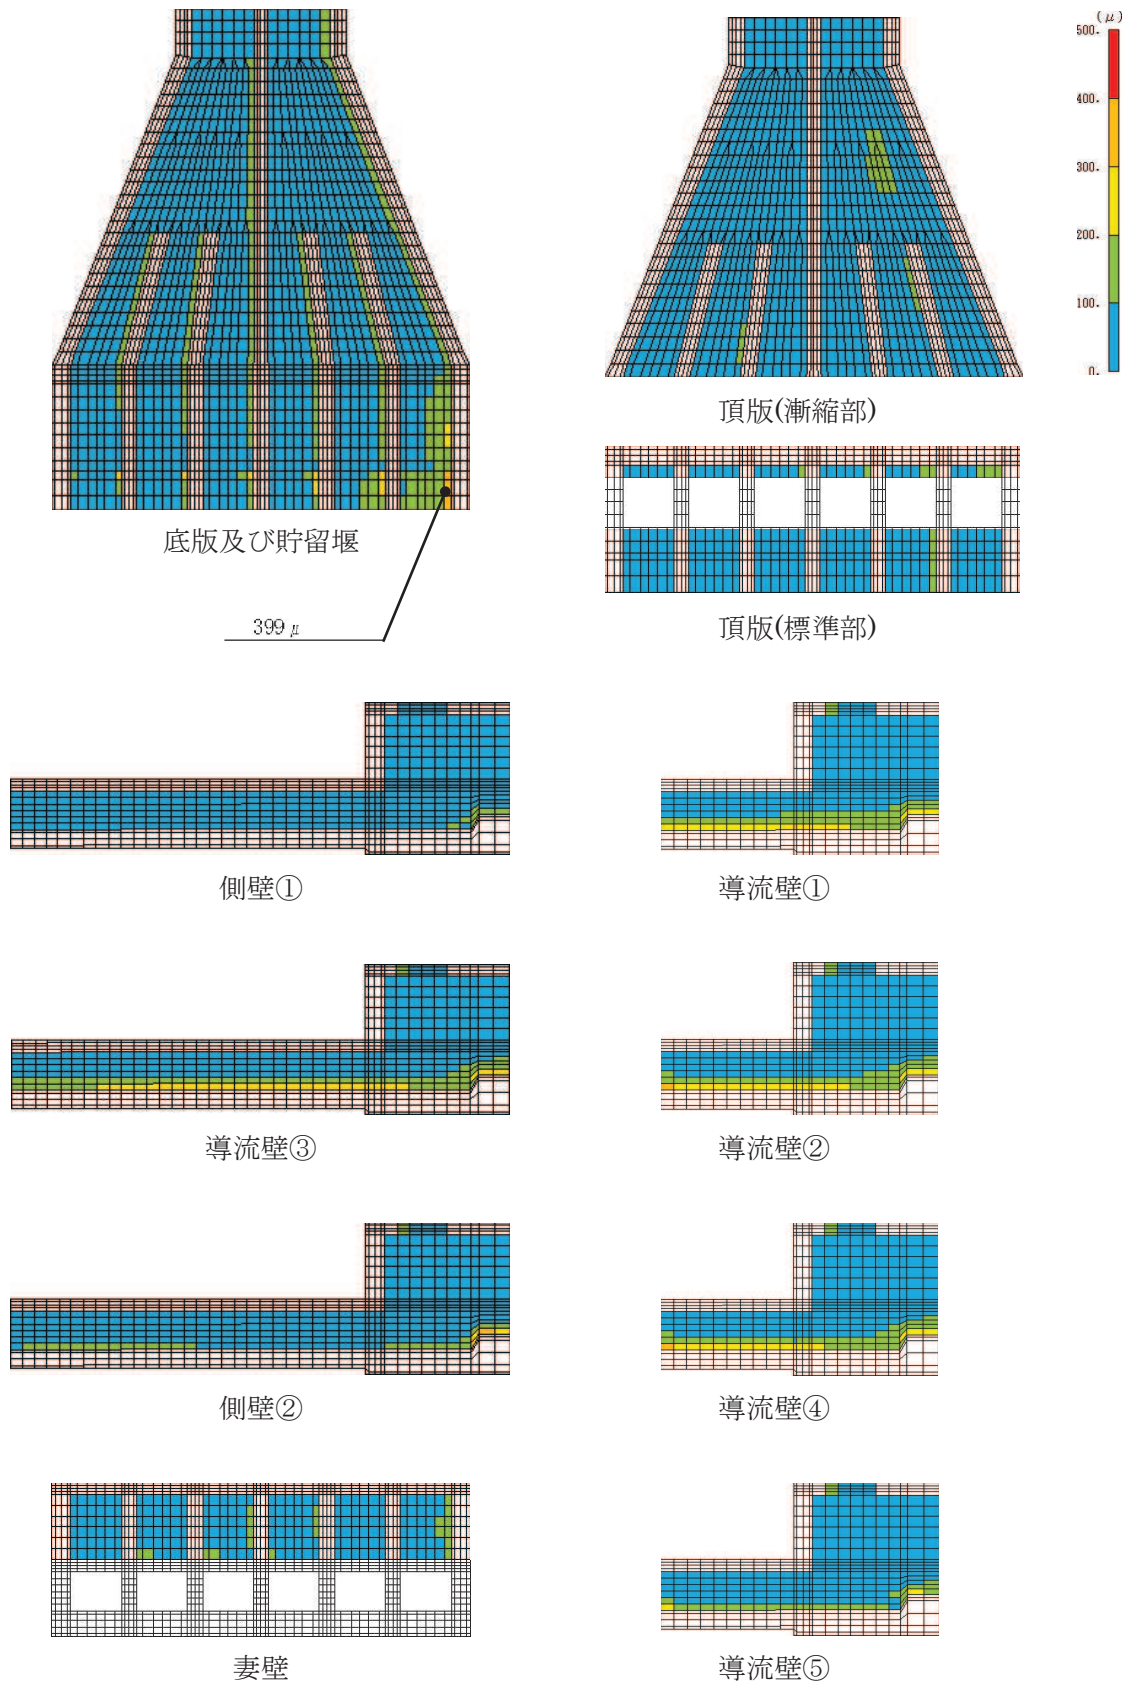 (μ)
500.
400.
300.
200.
100.
0.
頂版(漸縮部)
底版及び貯留堰
399μ
頂版(標準部)
側壁①
導流壁①
導流壁③
導流壁②
側壁②
導流壁④
妻壁
導流壁⑤